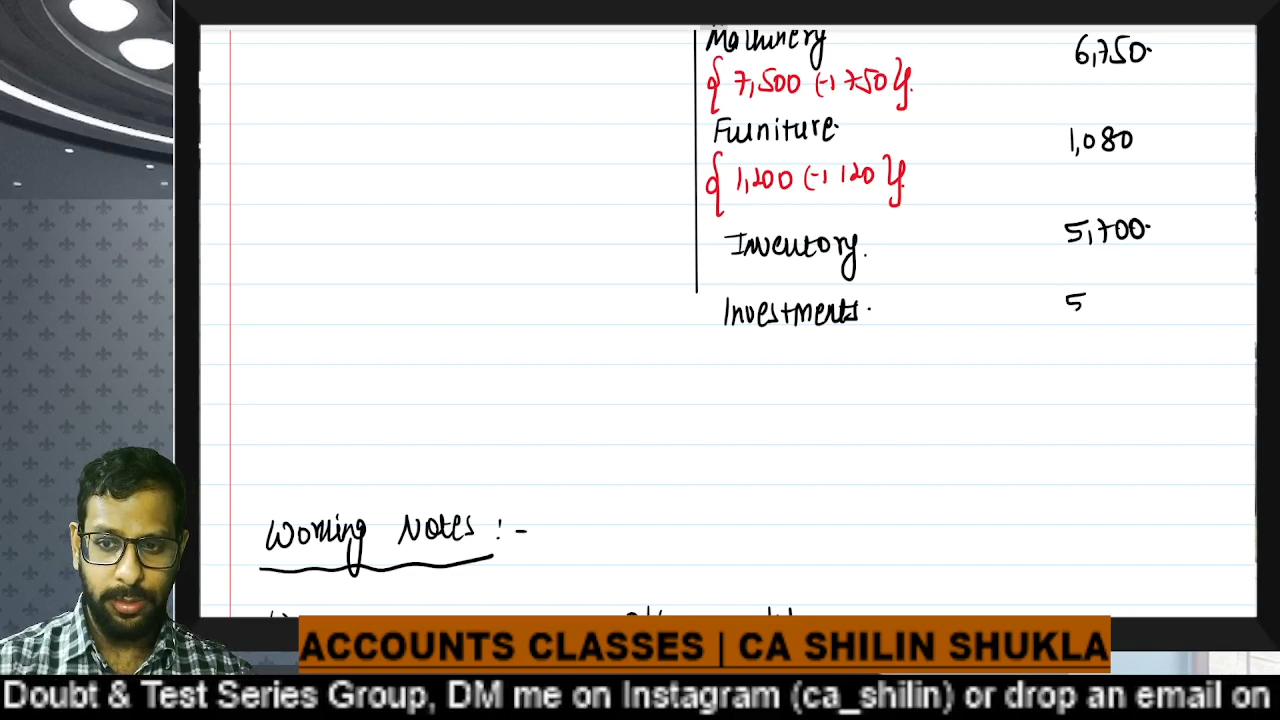 Machinery 6,750
{ 7,500 (-) 750 }
Furniture 1,080
{ 1,200 (-) 120 }
Inventory 5,700
Investments 5
Working Notes :-
ACCOUNTS CLASSES | CA SHILIN SHUKLA
Doubt & Test Series Group, DM me on Instagram (ca_shilin) or drop an email on